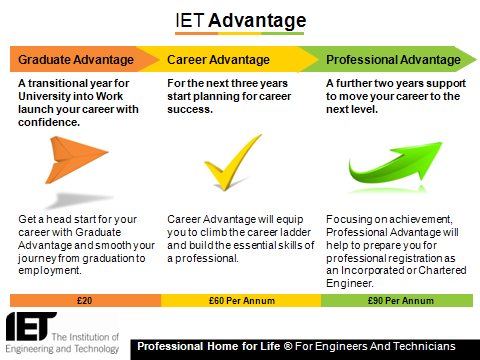 IET Advantage
Graduate Advantage
Career Advantage
Professional Advantage
A transitional year for
University into Work
launch your career with
confidence.
For the next three years
start planning for career
success.
A further two years support
to move your career to the
next level.
Get a head start for your
career with Graduate
Advantage and smooth your
journey from graduation to
employment.
Career Advantage will equip
you to climb the career ladder
and build the essential skills of
a professional.
Focusing on achievement,
Professional Advantage will
help to prepare you for
professional registration as
an Incorporated or Chartered
Engineer.
£20
£60 Per Annum
£90 Per Annum
IET
The Institution of
Engineering and Technology
Professional Home for Life ® For Engineers And Technicians